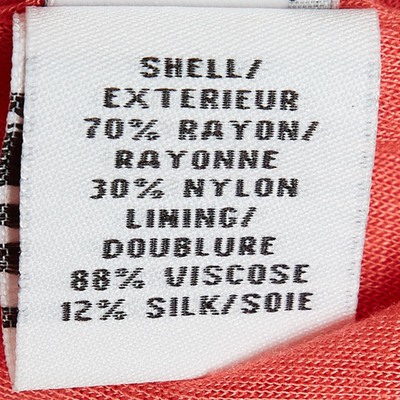 SHELL/
EXTERIEUR
70% RAYON/
RAYONNE
30% NYLON
LINING/
DOUBLURE
88% VISCOSE
12% SILK/SOIE